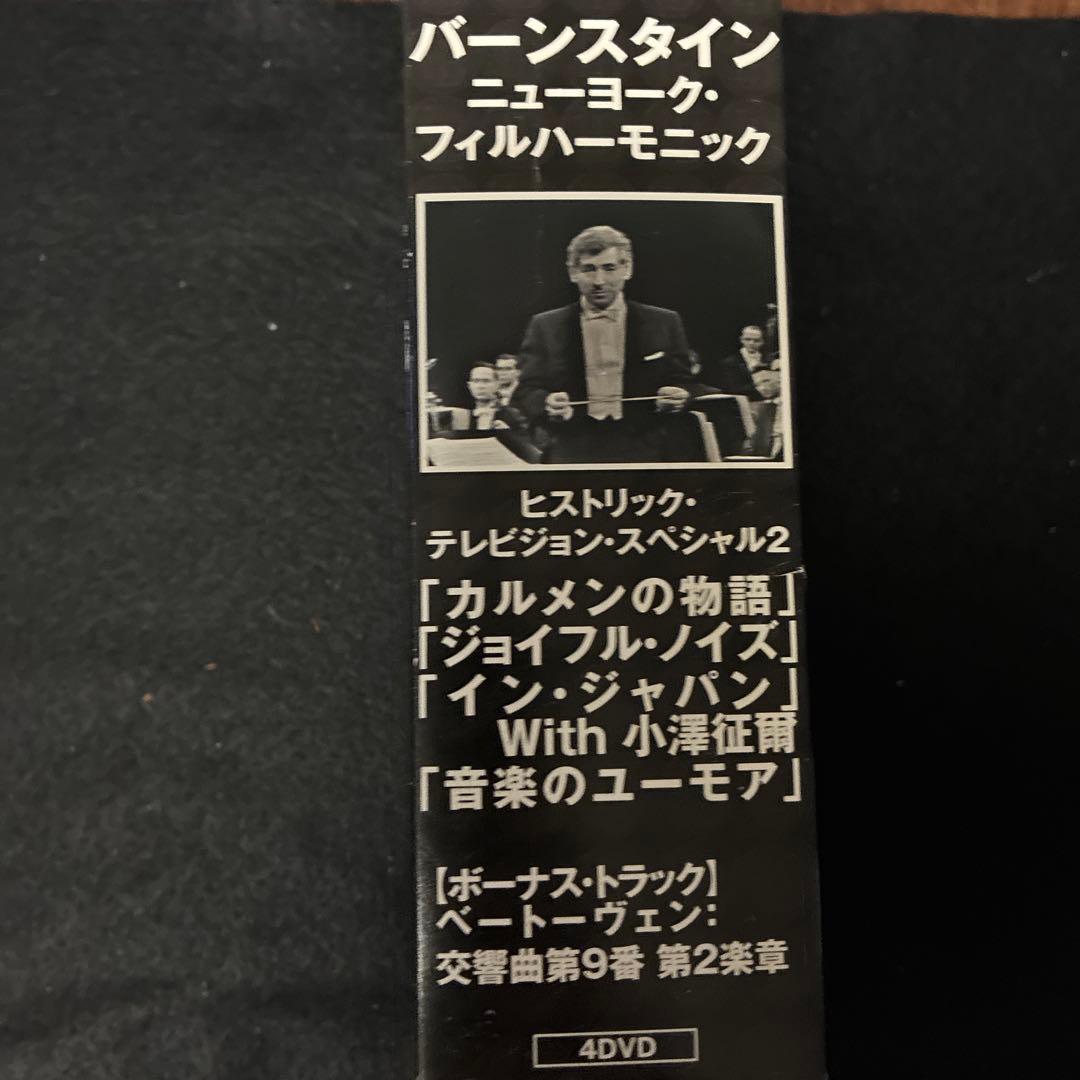 バーンスタイン
ニューヨーク・
フィルハーモニック
ヒストリック・
テレビジョン・スペシャル2
「カルメンの物語」
「ジョイフル・ノイズ」
「イン・ジャパン」
With 小澤征爾
「音楽のユーモア」
【ボーナス・トラック】
ベートーヴェン:
交響曲第9番 第2楽章
4DVD